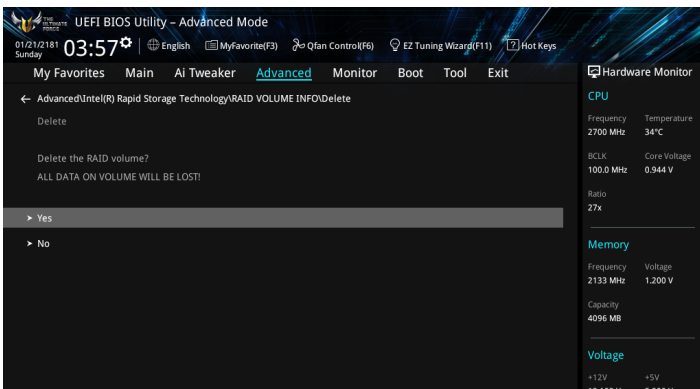 THE ULTIMATE FORCE UEFI BIOS Utility – Advanced Mode
01/21/2181 Sunday 03:57 English MyFavorite(F3) Qfan Control(F6) EZ Tuning Wizard(F11) ? Hot Keys
My Favorites Main Ai Tweaker Advanced Monitor Boot Tool Exit
← Advanced\Intel(R) Rapid Storage Technology\RAID VOLUME INFO\Delete
Delete
Delete the RAID volume?
ALL DATA ON VOLUME WILL BE LOST!
> Yes
> No
Hardware Monitor
CPU
Frequency Temperature
2700 MHz 34°C
BCLK Core Voltage
100.0 MHz 0.944 V
Ratio
27x
Memory
Frequency Voltage
2133 MHz 1.200 V
Capacity
4096 MB
Voltage
+12V +5V